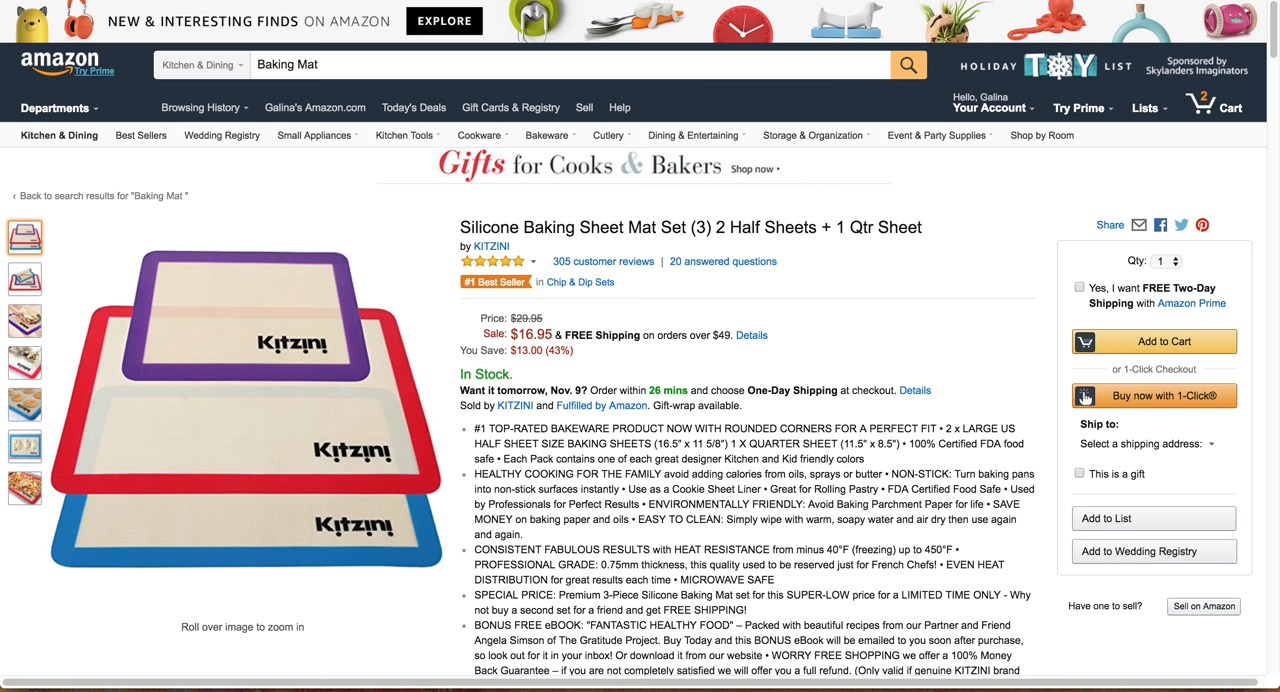 NEW & INTERESTING FINDS ON AMAZON EXPLORE
amazon
Try Prime
Kitchen & Dining
Baking Mat
HOLIDAY TOY LIST
Sponsored by
Skylanders Imaginators
Departments
Browsing History
Galina's Amazon.com
Today's Deals
Gift Cards & Registry
Sell
Help
Hello, Galina
Your Account
Try Prime
Lists
2
Cart
Kitchen & Dining
Best Sellers
Wedding Registry
Small Appliances
Kitchen Tools
Cookware
Bakeware
Cutlery
Dining & Entertaining
Storage & Organization
Event & Party Supplies
Shop by Room
Gifts for Cooks & Bakers Shop now ›
‹ Back to search results for "Baking Mat "
Kitzini
Kitzini
Kitzini
Roll over image to zoom in
Silicone Baking Sheet Mat Set (3) 2 Half Sheets + 1 Qtr Sheet
by KITZINI
305 customer reviews | 20 answered questions
#1 Best Seller in Chip & Dip Sets
Price: $29.95
Sale: $16.95 & FREE Shipping on orders over $49. Details
You Save: $13.00 (43%)
In Stock.
Want it tomorrow, Nov. 9? Order within 26 mins and choose One-Day Shipping at checkout. Details
Sold by KITZINI and Fulfilled by Amazon. Gift-wrap available.
• #1 TOP-RATED BAKEWARE PRODUCT NOW WITH ROUNDED CORNERS FOR A PERFECT FIT • 2 x LARGE US
HALF SHEET SIZE BAKING SHEETS (16.5" x 11 5/8") 1 X QUARTER SHEET (11.5" x 8.5") • 100% Certified FDA food
safe • Each Pack contains one of each great designer Kitchen and Kid friendly colors
• HEALTHY COOKING FOR THE FAMILY avoid adding calories from oils, sprays or butter • NON-STICK: Turn baking pans
into non-stick surfaces instantly • Use as a Cookie Sheet Liner • Great for Rolling Pastry • FDA Certified Food Safe • Used
by Professionals for Perfect Results • ENVIRONMENTALLY FRIENDLY: Avoid Baking Parchment Paper for life • SAVE
MONEY on baking paper and oils • EASY TO CLEAN: Simply wipe with warm, soapy water and air dry then use again
and again.
• CONSISTENT FABULOUS RESULTS with HEAT RESISTANCE from minus 40°F (freezing) up to 450°F •
PROFESSIONAL GRADE: 0.75mm thickness, this quality used to be reserved just for French Chefs! • EVEN HEAT
DISTRIBUTION for great results each time • MICROWAVE SAFE
• SPECIAL PRICE: Premium 3-Piece Silicone Baking Mat set for this SUPER-LOW price for a LIMITED TIME ONLY - Why
not buy a second set for a friend and get FREE SHIPPING!
• BONUS FREE eBOOK: "FANTASTIC HEALTHY FOOD" – Packed with beautiful recipes from our Partner and Friend
Angela Simson of The Gratitude Project. Buy Today and this BONUS eBook will be emailed to you soon after purchase,
so look out for it in your inbox! Or download it from our website • WORRY FREE SHOPPING we offer a 100% Money
Back Guarantee – if you are not completely satisfied we will offer you a full refund. (Only valid if genuine KITZINI brand
Share
Qty: 1
Yes, I want FREE Two-Day
Shipping with Amazon Prime
Add to Cart
or 1-Click Checkout
Buy now with 1-Click®
Ship to:
Select a shipping address:
This is a gift
Add to List
Add to Wedding Registry
Have one to sell? Sell on Amazon